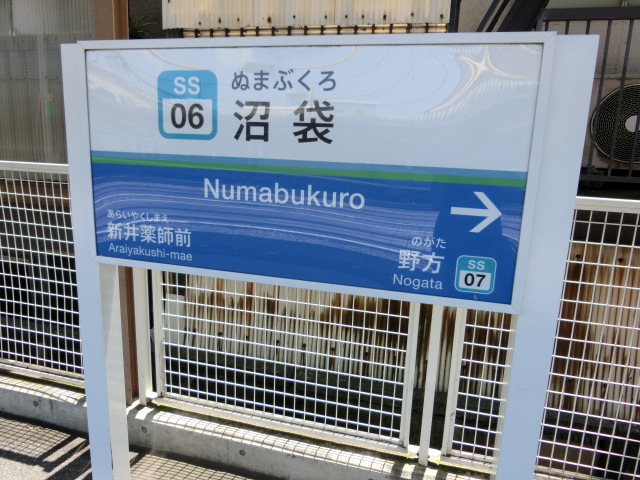 SS
06
ぬまぶくろ
沼袋
Numabukuro
あらいやくしまえ
新井薬師前
Araiyakushi-mae
のがた
野方
Nogata
SS
07